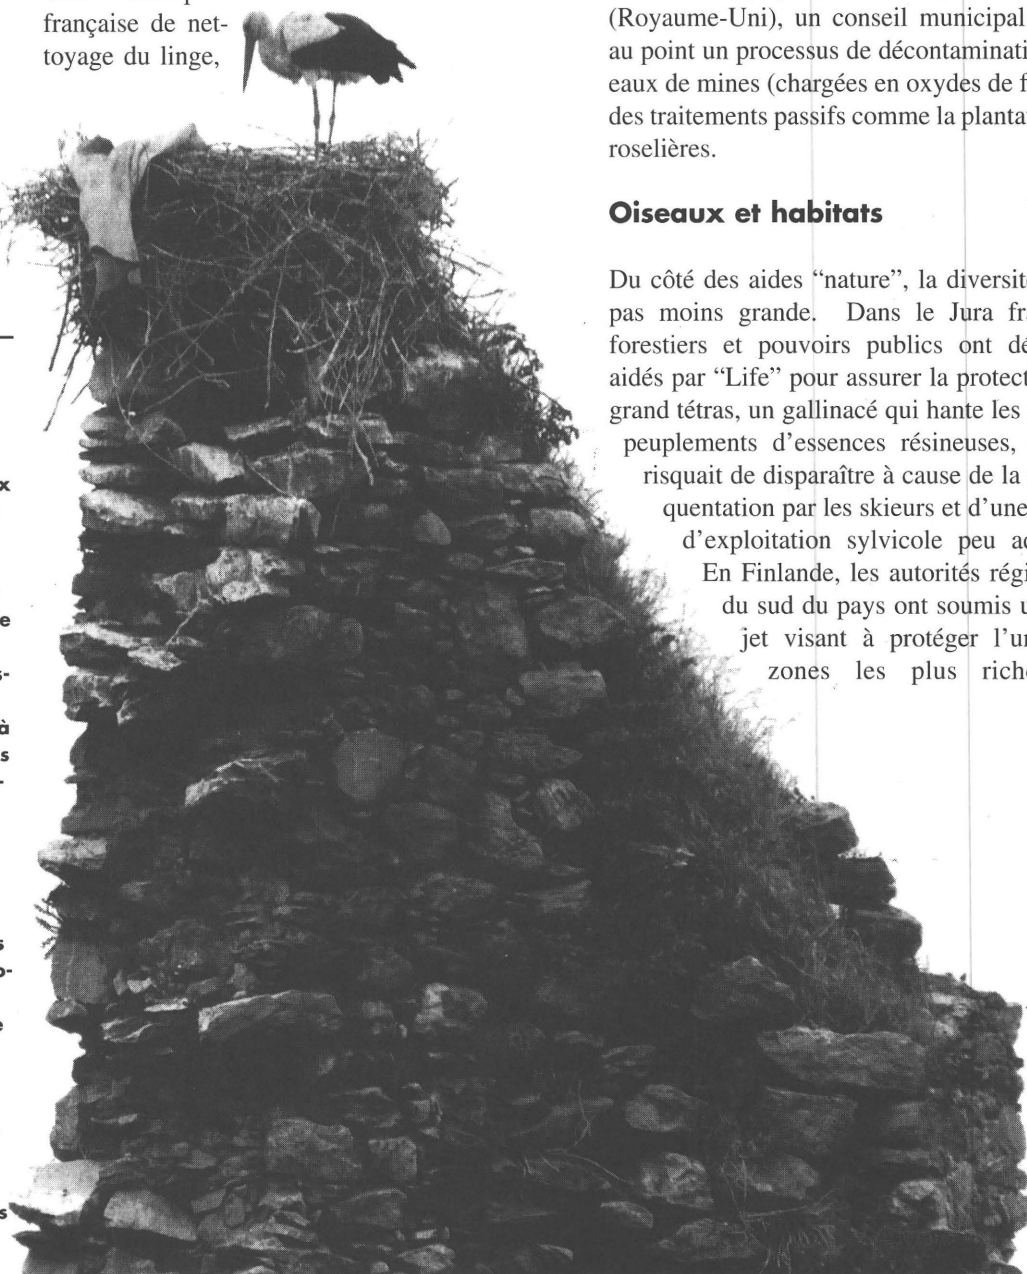 française de net-
toyage du linge,
x
e
s-
à
s
-
s
o-
e
s
(Royaume-Uni), un conseil municipal
au point un processus de décontaminati
eaux de mines (chargées en oxydes de f
des traitements passifs comme la planta
roselières.
Oiseaux et habitats
Du côté des aides “nature”, la diversité
pas moins grande. Dans le Jura fra
forestiers et pouvoirs publics ont dé
aidés par “Life” pour assurer la protect
grand tétras, un gallinacé qui hante les
peuplements d'essences résineuses,
risquait de disparaître à cause de la
quentation par les skieurs et d'une
d'exploitation sylvicole peu ad
En Finlande, les autorités régi
du sud du pays ont soumis u
jet visant à protéger l'un
zones les plus rich